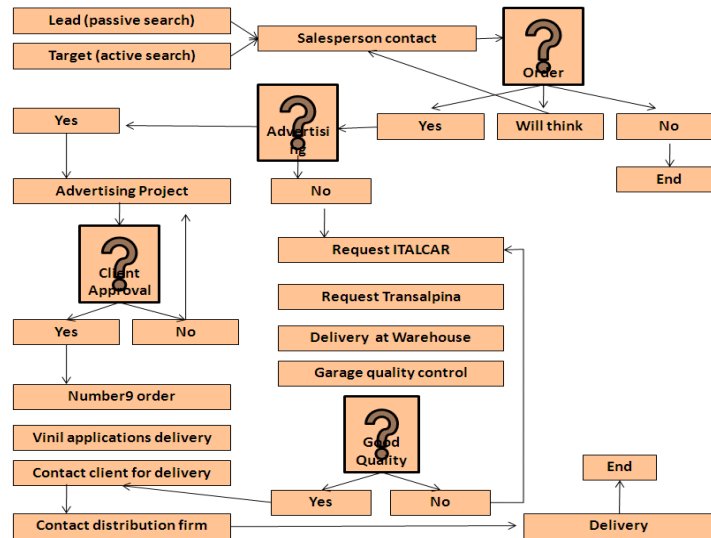 Lead (passive search)
Salesperson contact
Target (active search)
Order
Yes
Advertisi
ng
Yes
Will think
No
End
Advertising Project
No
Client
Approval
Request ITALCAR
Request Transalpina
Yes
No
Delivery at Warehouse
Garage quality control
Number9 order
Vinil applications delivery
Good
Quality
Contact client for delivery
End
Yes
No
Contact distribution firm
Delivery